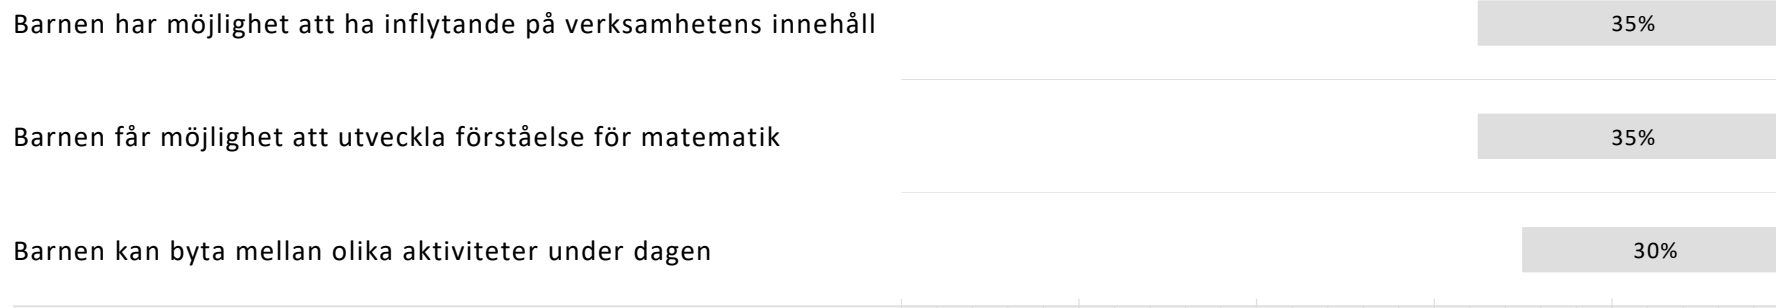 Barnen har möjlighet att ha inflytande på verksamhetens innehåll 35%
Barnen får möjlighet att utveckla förståelse för matematik 35%
Barnen kan byta mellan olika aktiviteter under dagen 30%